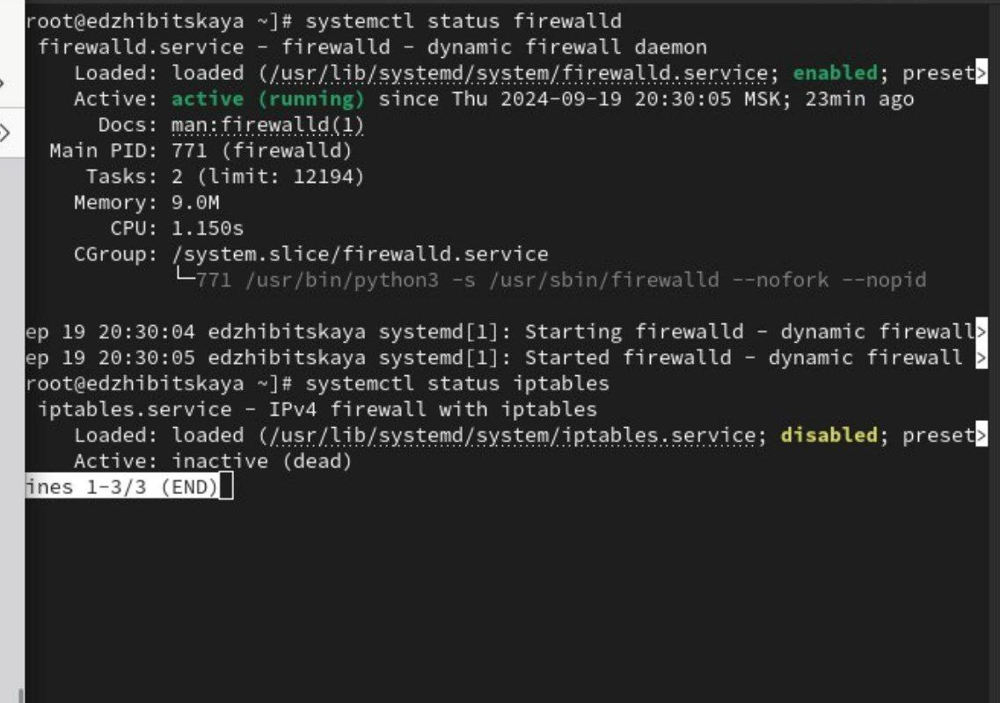 root@edzhibitskaya ~]# systemctl status firewalld
firewalld.service - firewalld - dynamic firewall daemon
Loaded: loaded (/usr/lib/systemd/system/firewalld.service; enabled; preset>
Active: active (running) since Thu 2024-09-19 20:30:05 MSK; 23min ago
Docs: man:firewalld(1)
Main PID: 771 (firewalld)
Tasks: 2 (limit: 12194)
Memory: 9.0M
CPU: 1.150s
CGroup: /system.slice/firewalld.service
└─771 /usr/bin/python3 -s /usr/sbin/firewalld --nofork --nopid
ep 19 20:30:04 edzhibitskaya systemd[1]: Starting firewalld - dynamic firewall>
ep 19 20:30:05 edzhibitskaya systemd[1]: Started firewalld - dynamic firewall >
root@edzhibitskaya ~]# systemctl status iptables
iptables.service - IPv4 firewall with iptables
Loaded: loaded (/usr/lib/systemd/system/iptables.service; disabled; preset>
Active: inactive (dead)
ines 1-3/3 (END)